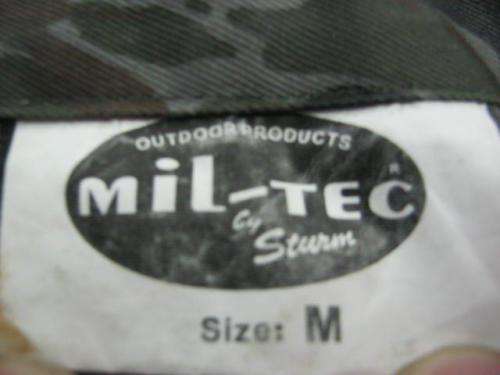 OUTDOOR PRODUCTS
MiL-TEC®
By Sturm
Size: M